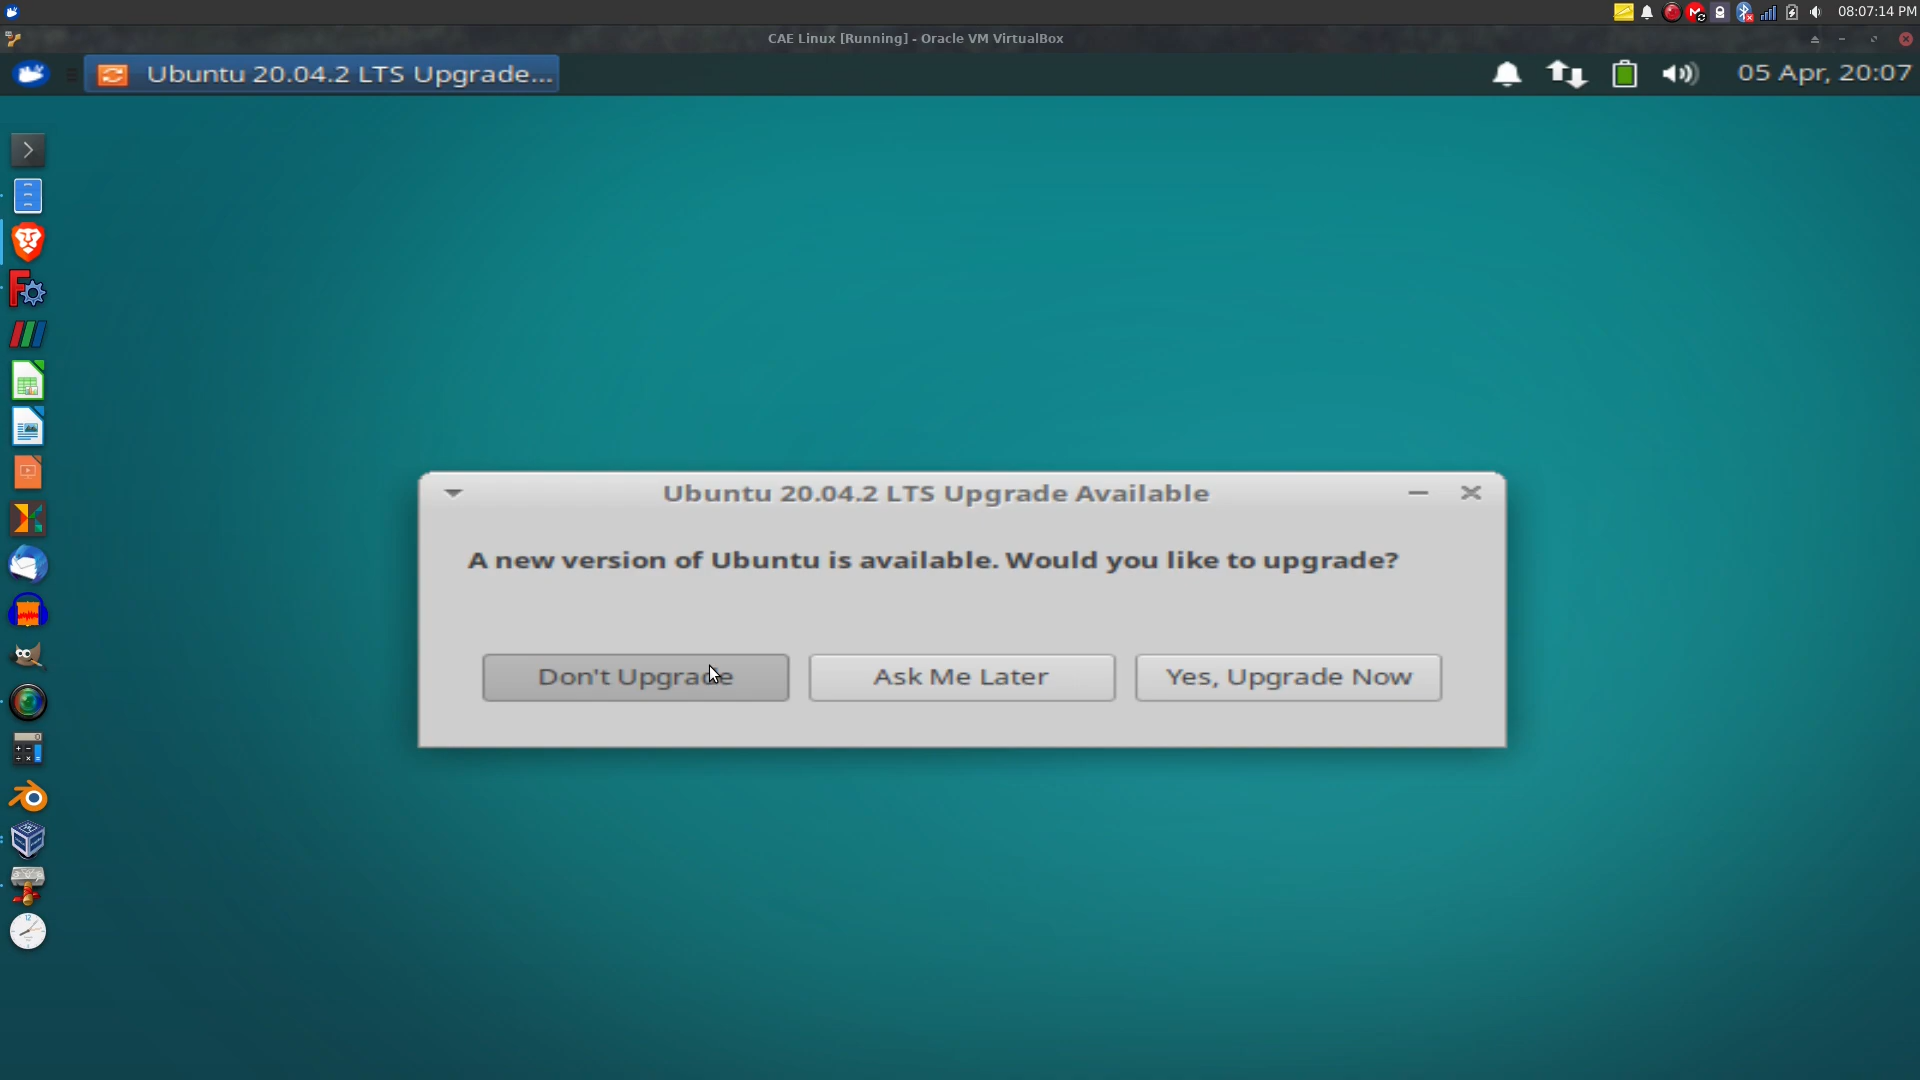 08:07:14 PM
CAE Linux [Running] - Oracle VM VirtualBox
Ubuntu 20.04.2 LTS Upgrade...
05 Apr, 20:07
Ubuntu 20.04.2 LTS Upgrade Available
A new version of Ubuntu is available. Would you like to upgrade?
Don't Upgrade
Ask Me Later
Yes, Upgrade Now